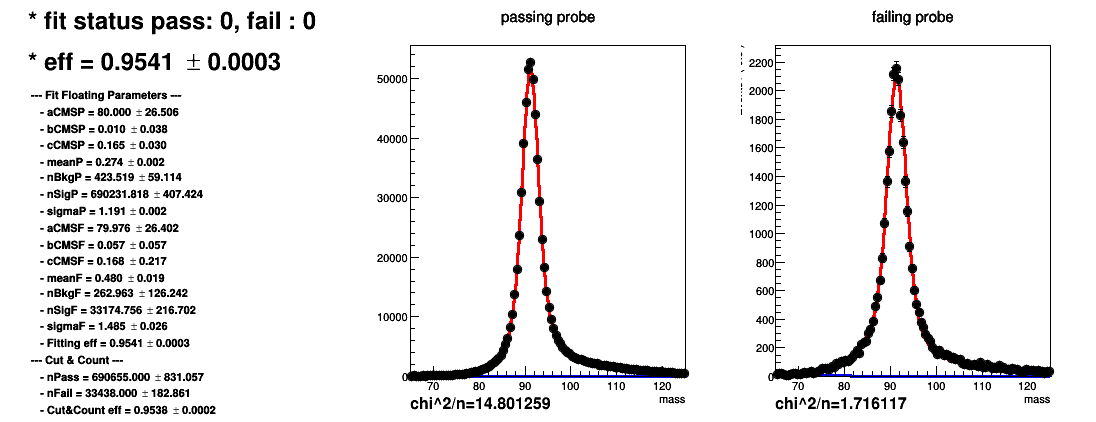 * fit status pass: 0, fail : 0
* eff = 0.9541 ± 0.0003
--- Fit Floating Parameters ---
- aCMSP = 80.000 ± 26.506
- bCMSP = 0.010 ± 0.038
- cCMSP = 0.165 ± 0.030
- meanP = 0.274 ± 0.002
- nBkgP = 423.519 ± 59.114
- nSigP = 690231.818 ± 407.424
- sigmaP = 1.191 ± 0.002
- aCMSF = 79.976 ± 26.402
- bCMSF = 0.057 ± 0.057
- cCMSF = 0.168 ± 0.217
- meanF = 0.480 ± 0.019
- nBkgF = 262.963 ± 126.242
- nSigF = 33174.756 ± 216.702
- sigmaF = 1.485 ± 0.026
- Fitting eff = 0.9541 ± 0.0003
--- Cut & Count ---
- nPass = 690655.000 ± 831.057
- nFail = 33438.000 ± 182.861
- Cut&Count eff = 0.9538 ± 0.0002
passing probe
50000
40000
30000
20000
10000
0
70 80 90 100 110 120
mass
chi^2/n=14.801259
failing probe
2200
2000
1800
1600
1400
1200
1000
800
600
400
200
0
70 80 90 100 110 120
mass
chi^2/n=1.716117